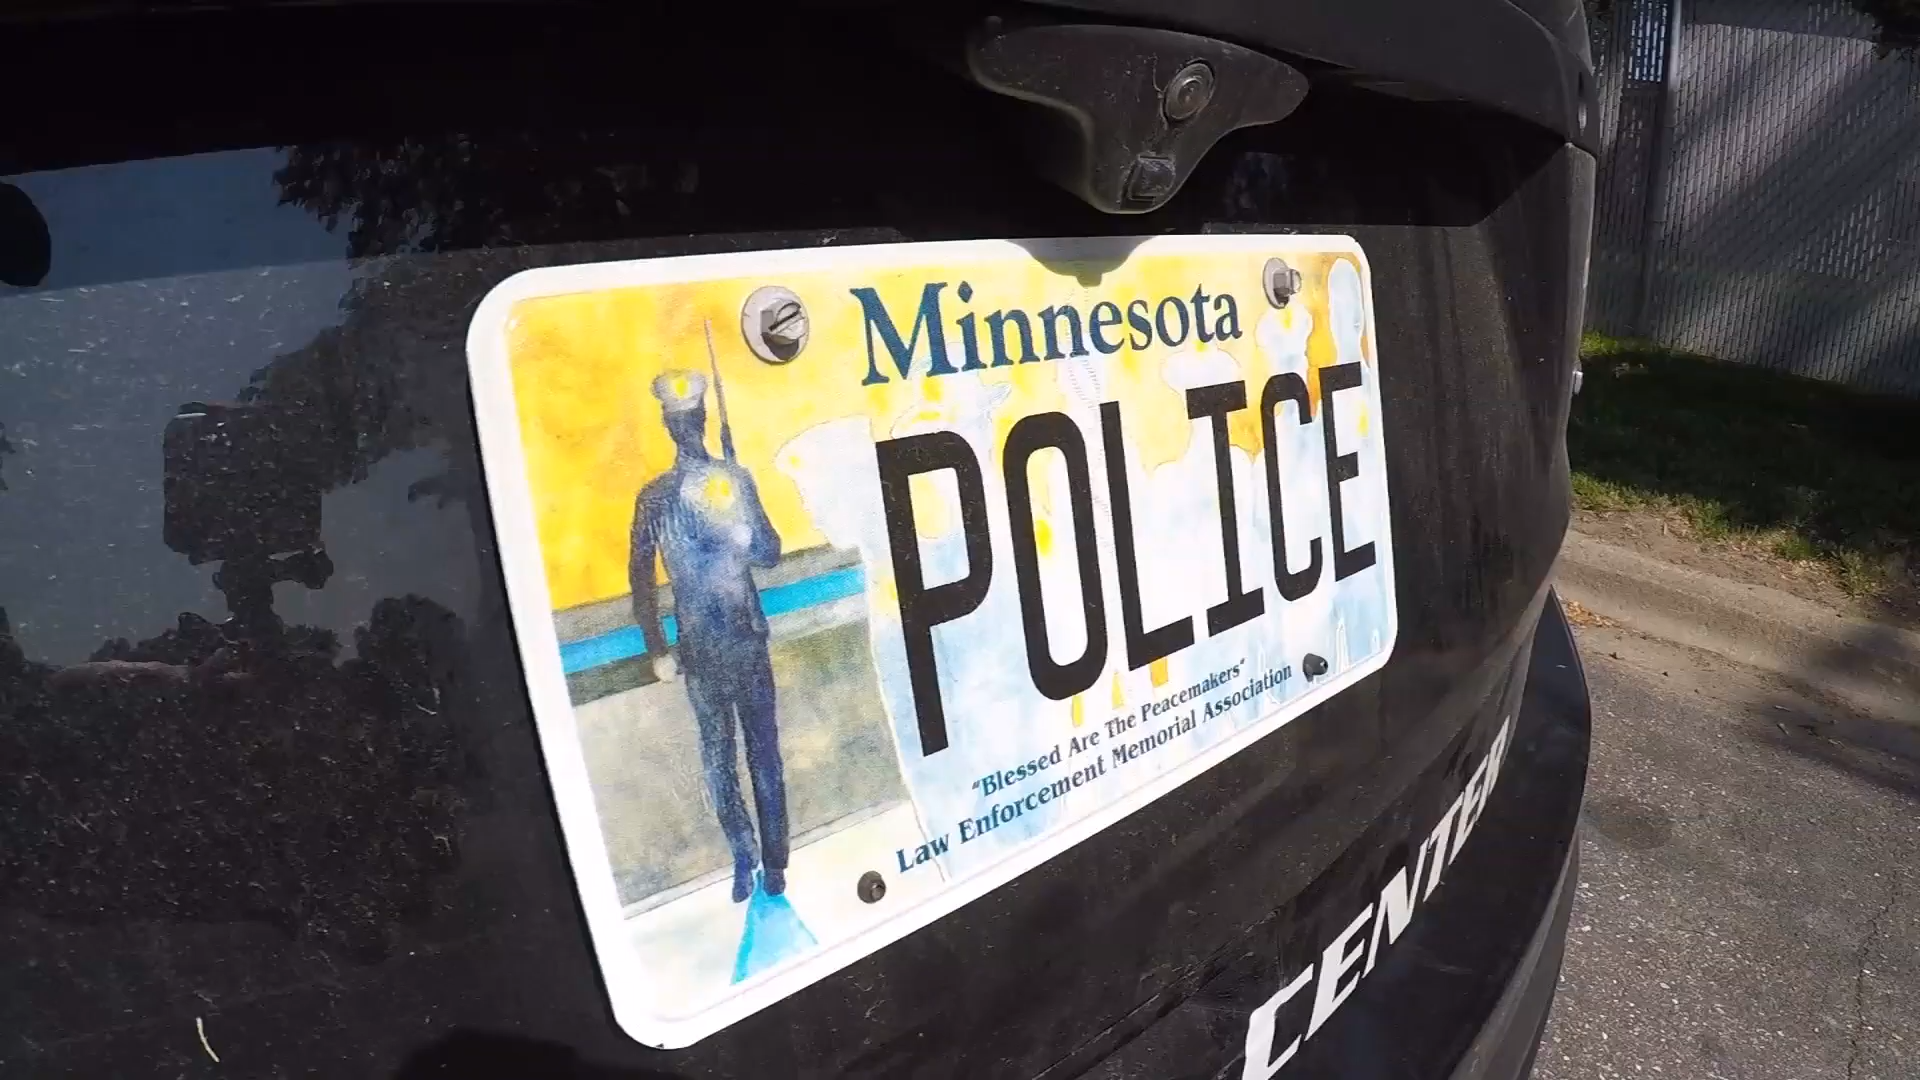 Minnesota
POLICE
"Blessed Are The Peacemakers"
Law Enforcement Memorial Association
CENTER